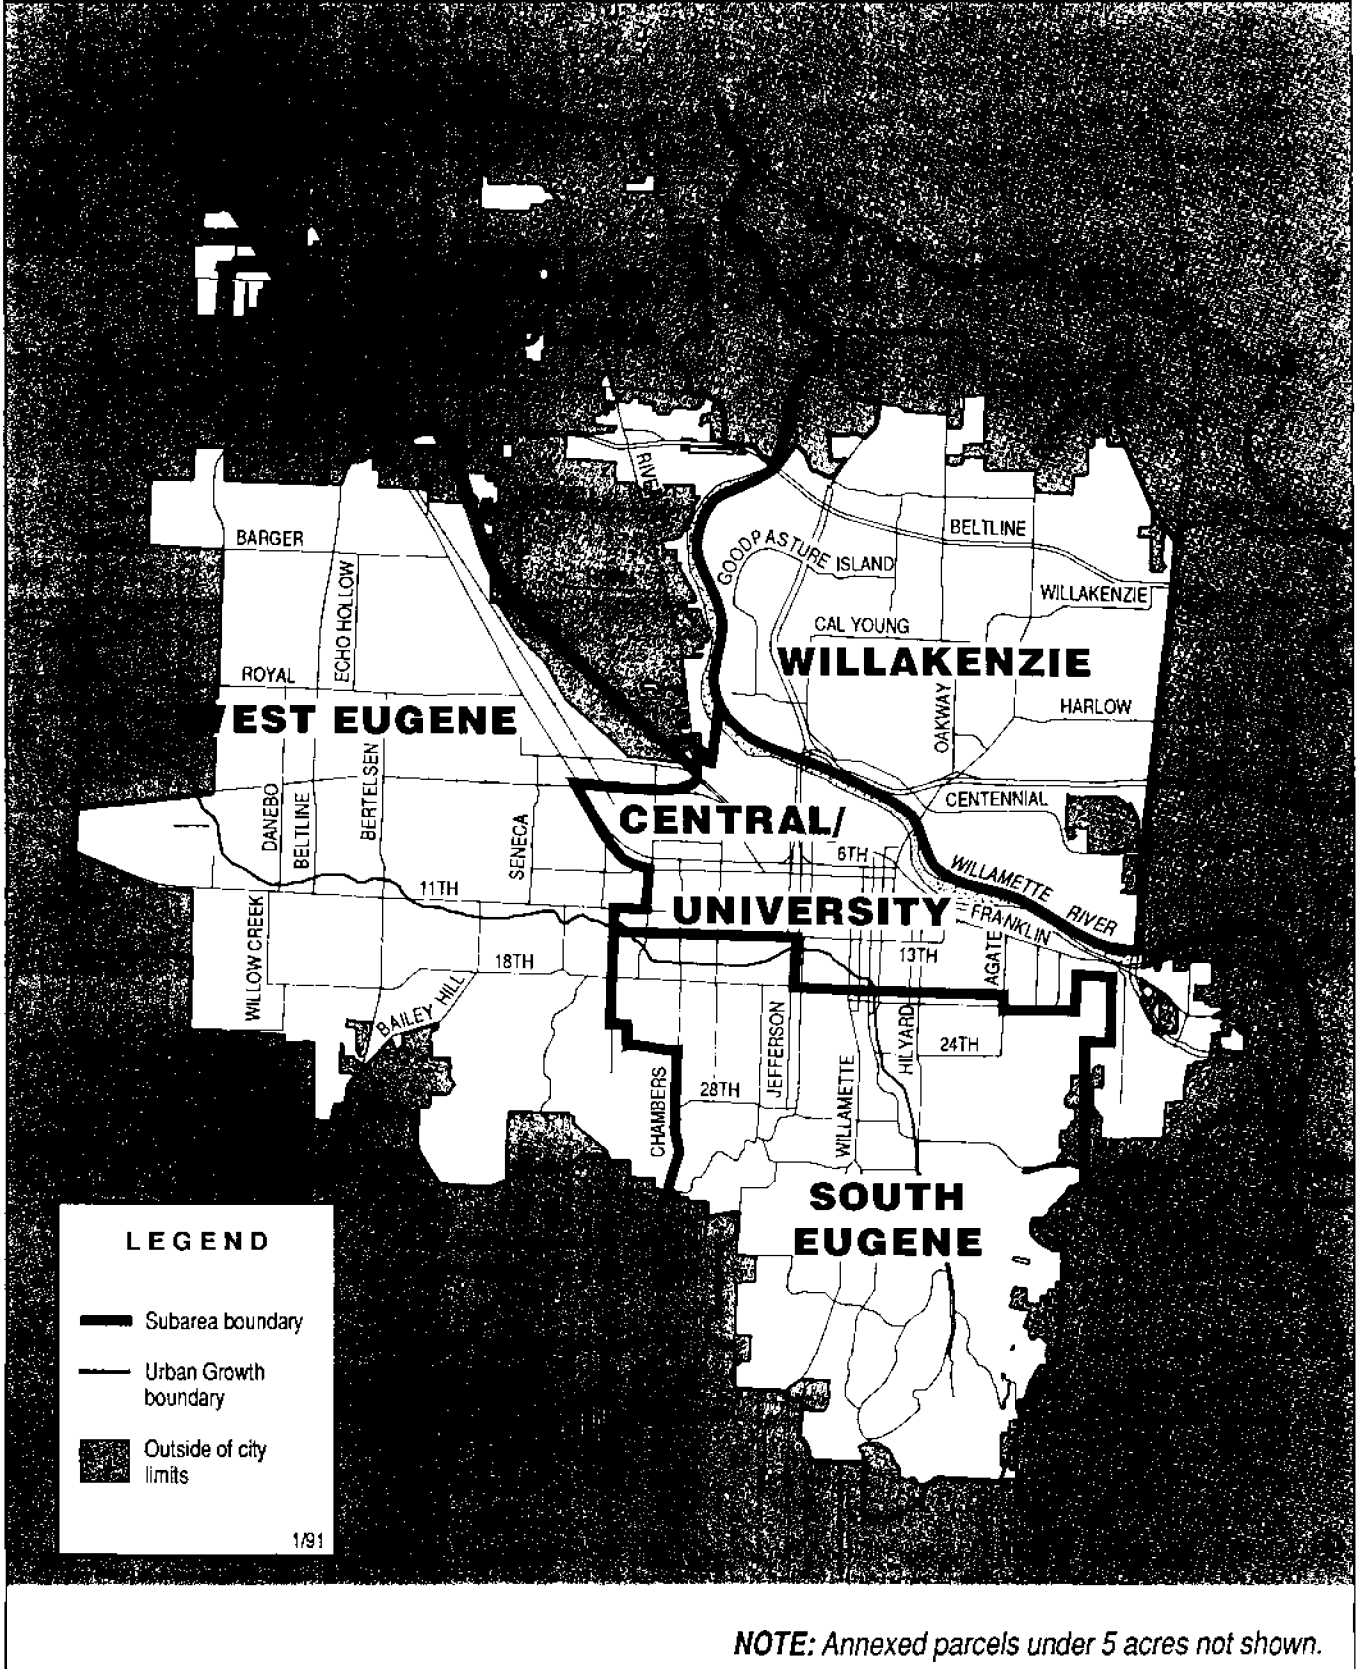 RIVER
BELTLINE
BARGER
GOODPASTURE ISLAND
WILLAKENZIE
ECHO HOLLOW
CAL YOUNG
WILLAKENZIE
ROYAL
OAKWAY
HARLOW
EST EUGENE
BERTELSEN
DANEBO
BELTLINE
SENECA
CENTENNIAL
CENTRAL/
6TH
WILLAMETTE RIVER
11TH
UNIVERSITY
FRANKLIN
WILLOW CREEK
13TH
AGATE
18TH
BAILEY HILL
JEFFERSON
HILYARD
24TH
CHAMBERS
28TH
WILLAMETTE
SOUTH
EUGENE
LEGEND
Subarea boundary
Urban Growth
boundary
Outside of city
limits
1/91
NOTE: Annexed parcels under 5 acres not shown.